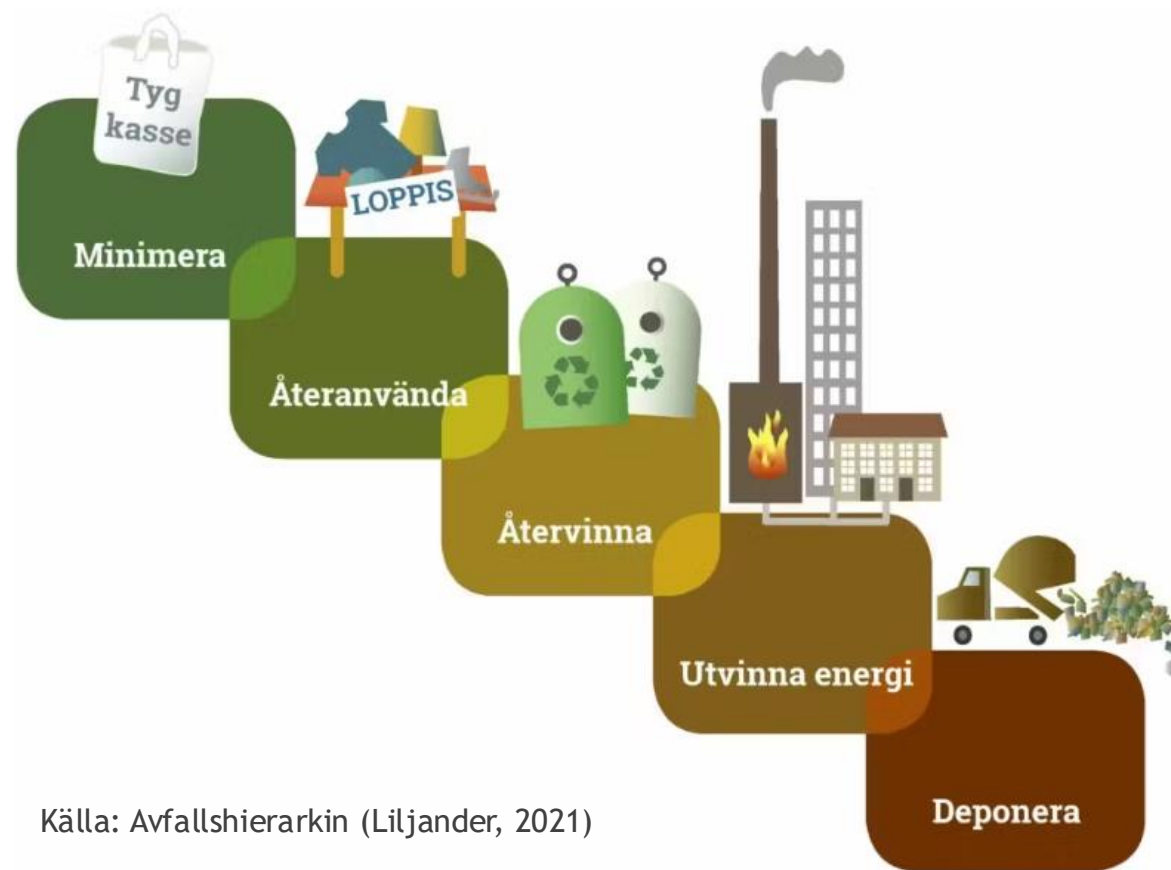 Tyg
kasse
Minimera
LOPPIS
Återanvända
Återvinna
Utvinna energi
Deponera
Källa: Avfallshierarkin (Liljander, 2021)